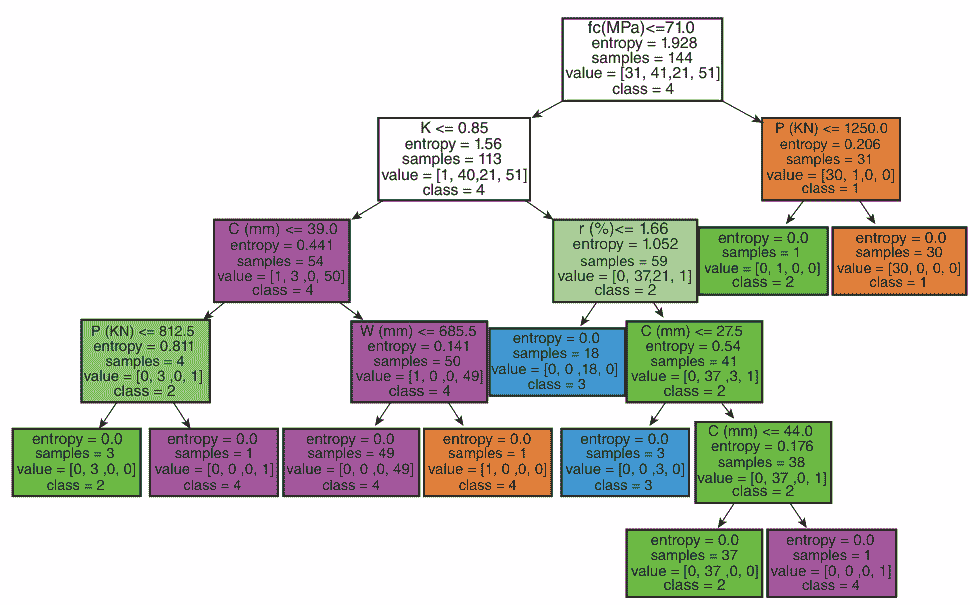 fc(MPa)<=71.0
entropy = 1.928
samples = 144
value = [31, 41,21, 51]
class = 4
K <= 0.85
entropy = 1.56
samples = 113
value = [1, 40,21, 51]
class = 4
P (KN) <= 1250.0
entropy = 0.206
samples = 31
value = [30, 1,0, 0]
class = 1
C (mm) <= 39.0
entropy = 0.441
samples = 54
value = [1, 3 ,0, 50]
class = 4
r (%)<= 1.66
entropy = 1.052
samples = 59
value = [0, 37,21, 1]
class = 2
entropy = 0.0
samples = 1
value = [0, 1, 0, 0]
class = 2
entropy = 0.0
samples = 30
value = [30, 0, 0, 0]
class = 1
P (KN) <= 812.5
entropy = 0.811
samples = 4
value = [0, 3 ,0, 1]
class = 2
W (mm) <= 685.5
entropy = 0.141
samples = 50
value = [1, 0 ,0, 49]
class = 4
entropy = 0.0
samples = 18
value = [0, 0 ,18, 0]
class = 3
C (mm) <= 27.5
entropy = 0.54
samples = 41
value = [0, 37 ,3, 1]
class = 2
entropy = 0.0
samples = 3
value = [0, 3 ,0, 0]
class = 2
entropy = 0.0
samples = 1
value = [0, 0 ,0, 1]
class = 4
entropy = 0.0
samples = 49
value = [0, 0 ,0, 49]
class = 4
entropy = 0.0
samples = 1
value = [1, 0 ,0, 0]
class = 4
entropy = 0.0
samples = 3
value = [0, 0 ,3, 0]
class = 3
C (mm) <= 44.0
entropy = 0.176
samples = 38
value = [0, 37 ,0, 1]
class = 2
entropy = 0.0
samples = 37
value = [0, 37 ,0, 0]
class = 2
entropy = 0.0
samples = 1
value = [0, 0 ,0, 1]
class = 4